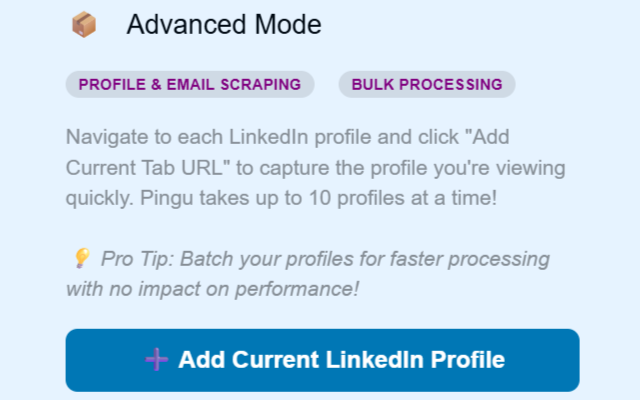 Advanced Mode
PROFILE & EMAIL SCRAPING BULK PROCESSING
Navigate to each LinkedIn profile and click "Add
Current Tab URL" to capture the profile you're viewing
quickly. Pingu takes up to 10 profiles at a time!
Pro Tip: Batch your profiles for faster processing
with no impact on performance!
Add Current LinkedIn Profile